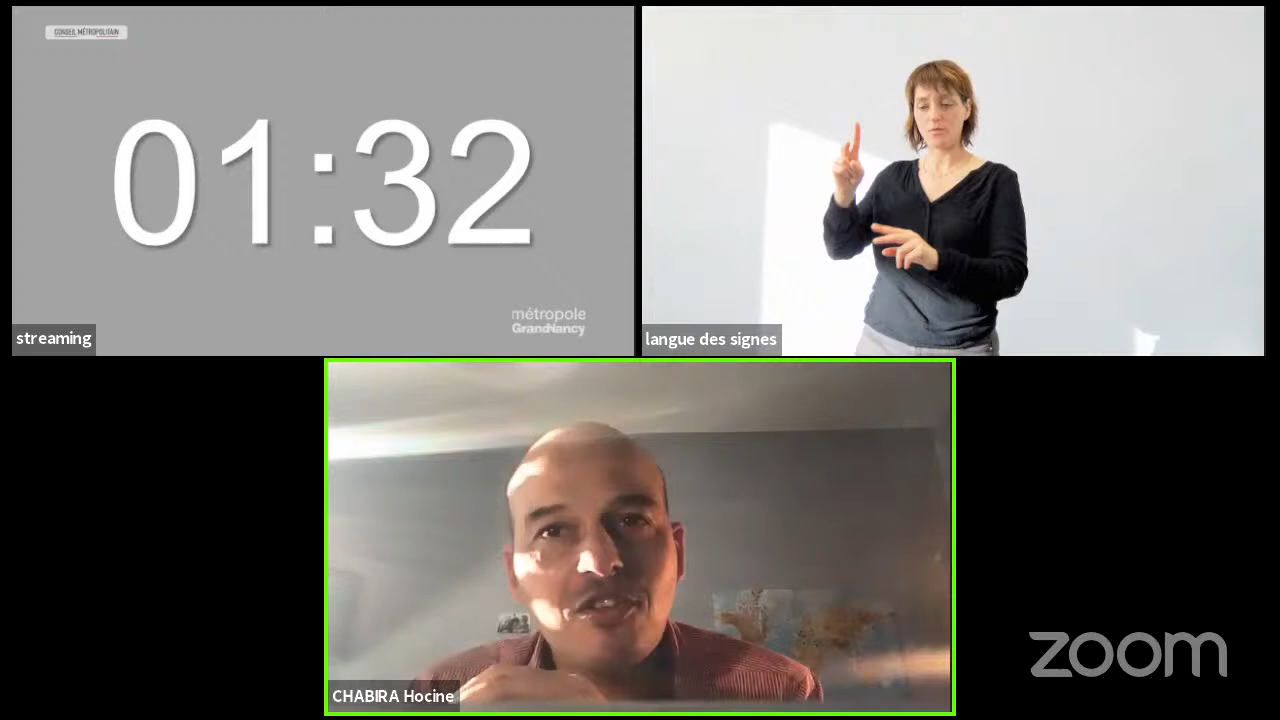 CONSEIL MÉTROPOLITAIN
01:32
métropole
GrandNancy
streaming
langue des signes
CHABIRA Hocine
zoom